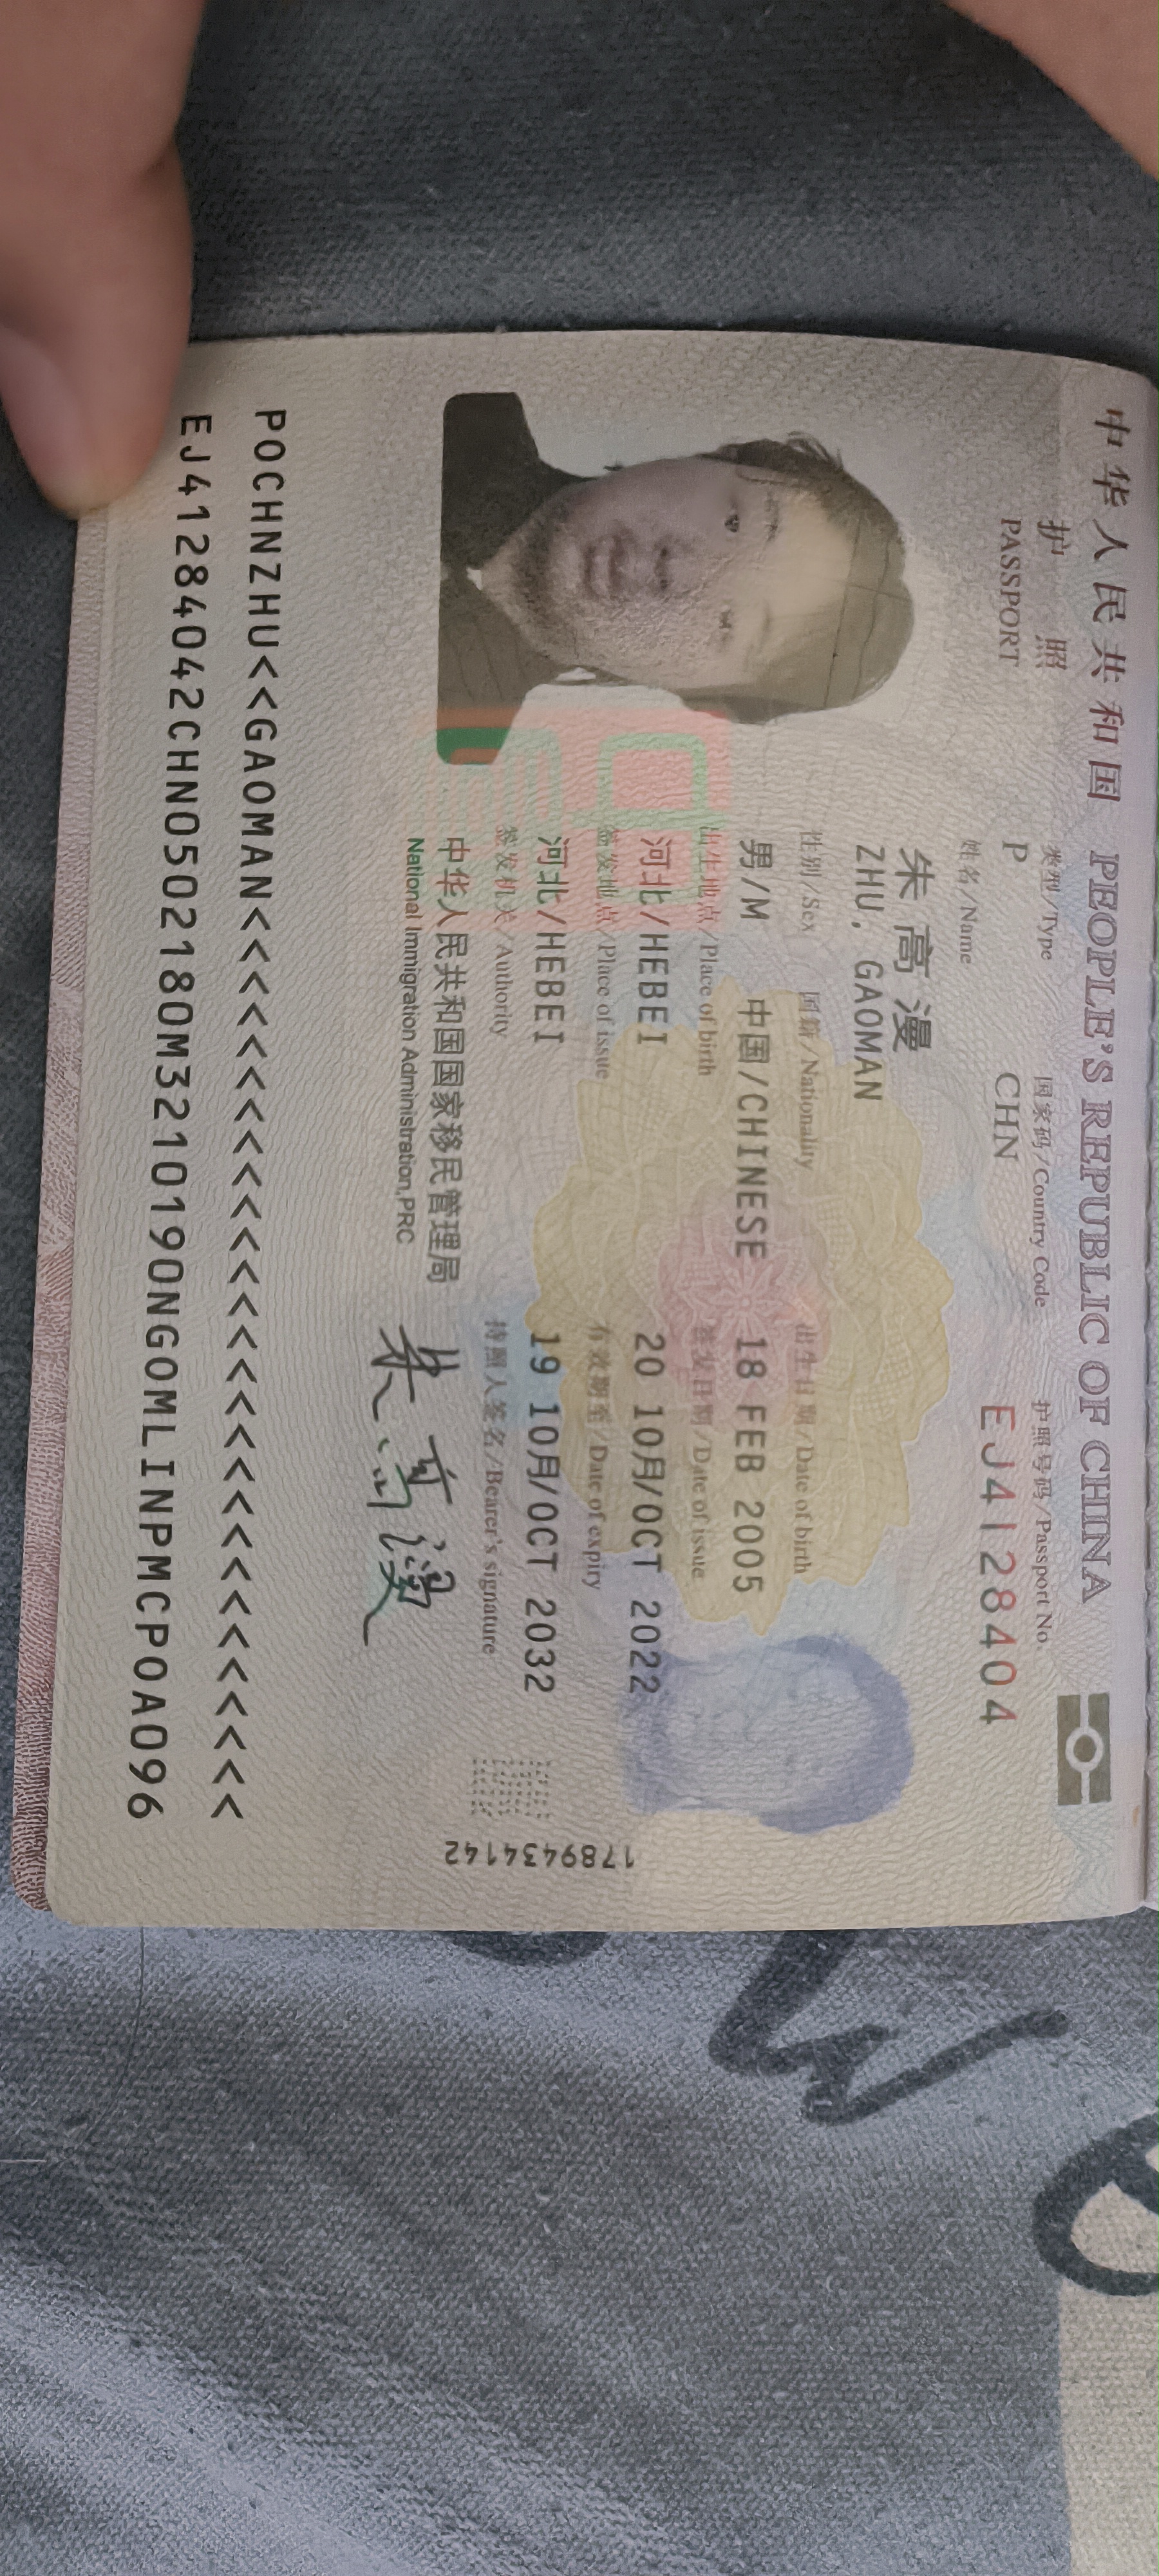 中华人民共和国 PEOPLE'S REPUBLIC OF CHINA
护照
PASSPORT
类型/Type 国家码/Country Code 护照号码/Passport No.
P CHN EJ4128404
姓名/Name
朱高漫
ZHU, GAOMAN
性别/Sex 国籍/Nationality 出生日期/Date of birth
男/M 中国/CHINESE 18 FEB 2005
出生地点/Place of birth 签发日期/Date of issue
河北/HEBEI 20 10月/OCT 2022
签发地点/Place of issue 有效期至/Date of expiry
河北/HEBEI 19 10月/OCT 2032
签发机关/Authority 持照人签名/Bearer's signature
中华人民共和国国家移民管理局
National Immigration Administration,PRC
朱高漫
1789434142
POCHNZHU<<GAOMAN<<<<<<<<<<<<<<<<<<<<<<<<<<<<
EJ41284042CHN0502180M3210190NGOMLINPMCPOA096